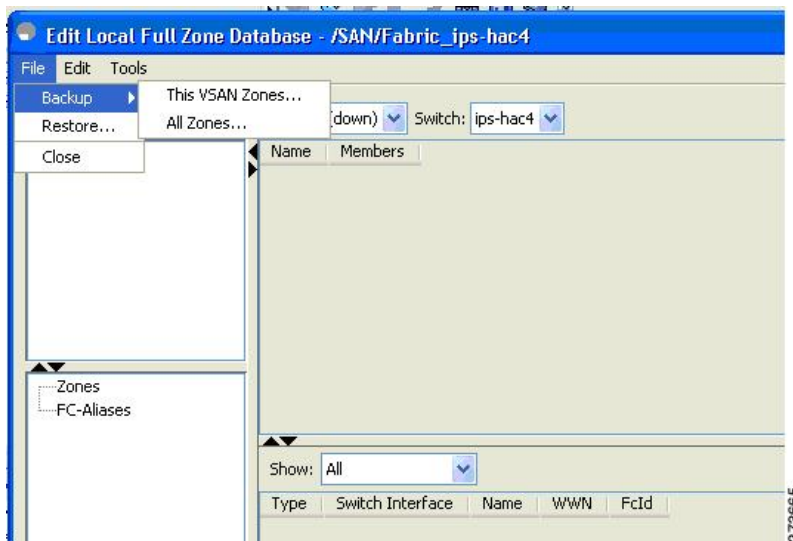 Edit Local Full Zone Database - /SAN/Fabric_ips-hac4
File Edit Tools
Backup This VSAN Zones...
Restore... All Zones... (down) Switch: ips-hac4
Close
Name Members
Zones
FC-Aliases
Show: All
Type Switch Interface Name WWN FcId